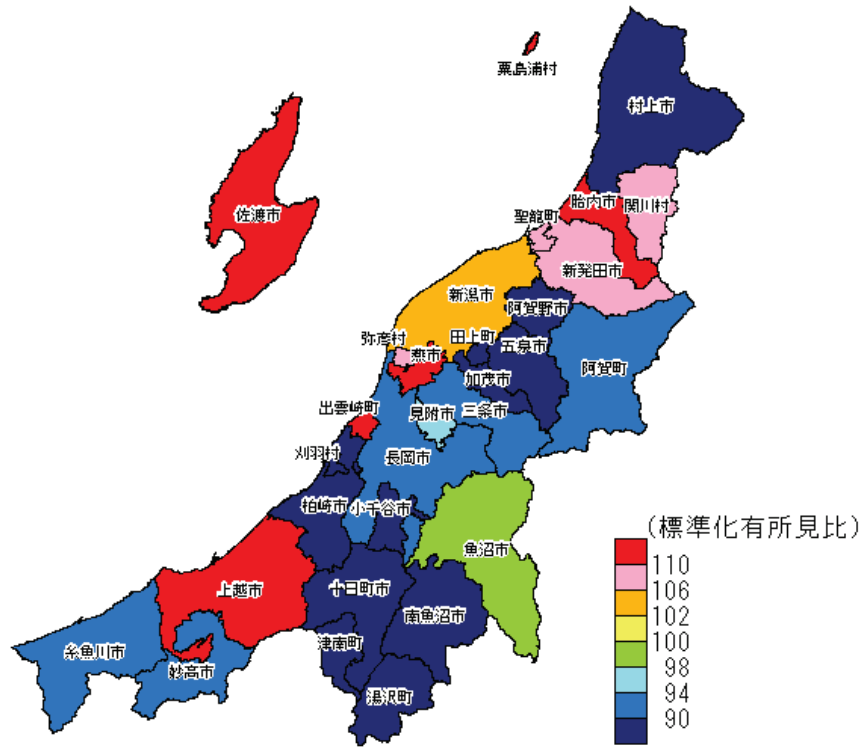 粟島浦村
村上市
佐渡市
胎内市
関川村
聖籠町
新発田市
新潟市
阿賀野市
弥彦村
田上町
五泉市
燕市
阿賀町
加茂市
出雲崎町
見附市
三条市
刈羽村
長岡市
柏崎市
小千谷市
魚沼市
(標準化有所見比)
110
106
102
100
98
94
90
上越市
十日町市
南魚沼市
糸魚川市
津南町
妙高市
湯沢町